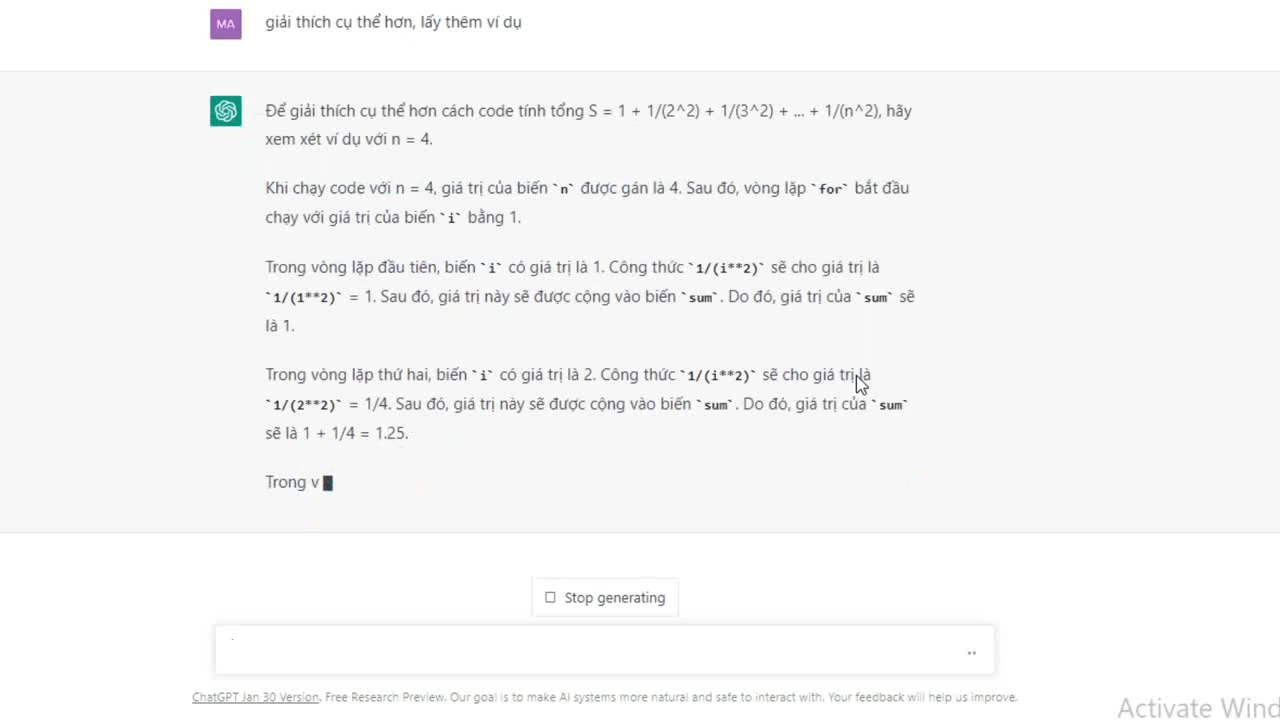 MA
giải thích cụ thể hơn, lấy thêm ví dụ
Để giải thích cụ thể hơn cách code tính tổng S = 1 + 1/(2^2) + 1/(3^2) + ... + 1/(n^2), hãy
xem xét ví dụ với n = 4.
Khi chạy code với n = 4, giá trị của biến `n` được gán là 4. Sau đó, vòng lặp `for` bắt đầu
chạy với giá trị của biến `i` bằng 1.
Trong vòng lặp đầu tiên, biến `i` có giá trị là 1. Công thức `1/(i**2)` sẽ cho giá trị là
`1/(1**2)` = 1. Sau đó, giá trị này sẽ được cộng vào biến `sum`. Do đó, giá trị của `sum` sẽ
là 1.
Trong vòng lặp thứ hai, biến `i` có giá trị là 2. Công thức `1/(i**2)` sẽ cho giá trị là
`1/(2**2)` = 1/4. Sau đó, giá trị này sẽ được cộng vào biến `sum`. Do đó, giá trị của `sum`
sẽ là 1 + 1/4 = 1.25.
Trong v
Stop generating
ChatGPT Jan 30 Version. Free Research Preview. Our goal is to make AI systems more natural and safe to interact with. Your feedback will help us improve.
Activate Wind